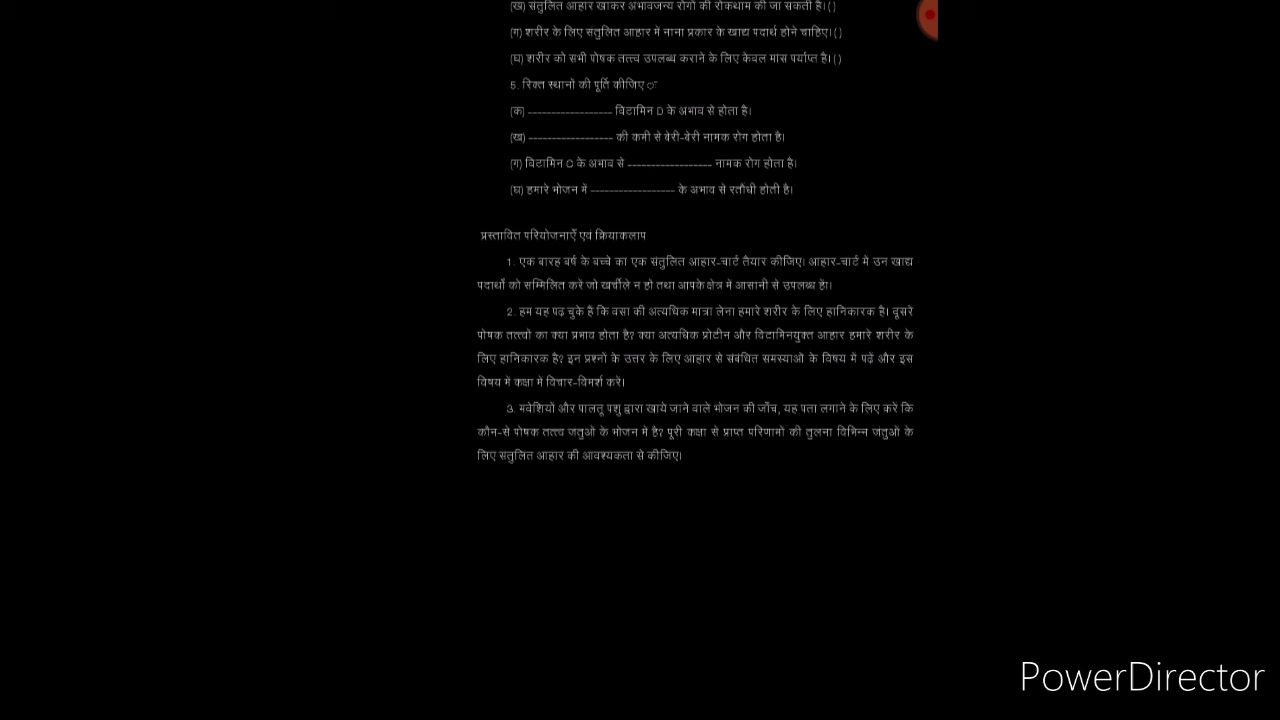 (ख) संतुलित आहार खाकर अभावजन्य रोगों की रोकथाम की जा सकती है। ( )
(ग) शरीर के लिए संतुलित आहार में नाना प्रकार के खाद्य पदार्थ होने चाहिए। ( )
(घ) शरीर को सभी पोषक तत्त्व उपलब्ध कराने के लिए केवल मांस पर्याप्त है। ( )
5. रिक्त स्थानों की पूर्ति कीजिए ः-
(क) ------------------ विटामिन D के अभाव से होता है।
(ख) ------------------ की कमी से बेरी-बेरी नामक रोग होता है।
(ग) विटामिन C के अभाव से ------------------ नामक रोग होता है।
(घ) हमारे भोजन में ------------------ के अभाव से रतौंधी होती है।
प्रस्तावित परियोजनाएँ एवं क्रियाकलाप
1. एक बारह बर्ष के बच्चे का एक संतुलित आहार-चार्ट तैयार कीजिए। आहार-चार्ट में उन खाद्य
पदार्थों को सम्मिलित करें जो खर्चीले न हों तथा आपके क्षेत्र में आसानी से उपलब्ध हों।
2. हम यह पढ़ चुके हैं कि वसा की अत्यधिक मात्रा लेना हमारे शरीर के लिए हानिकारक है। दूसरे
पोषक तत्त्वों का क्या प्रभाव होता है? क्या अत्यधिक प्रोटीन और विटामिनयुक्त आहार हमारे शरीर के
लिए हानिकारक है? इन प्रश्नों के उत्तर के लिए आहार से संबंधित समस्याओं के विषय में पढ़ें और इस
विषय में कक्षा में विचार-विमर्श करें।
3. मवेशियों और पालतू पशु द्वारा खाये जाने वाले भोजन की जाँच, यह पता लगाने के लिए करें कि
कौन-से पोषक तत्त्व जंतुओं के भोजन में है? पूरी कक्षा से प्राप्त परिणामों की तुलना विभिन्न जंतुओं के
लिए संतुलित आहार की आवश्यकता से कीजिए।
PowerDirector